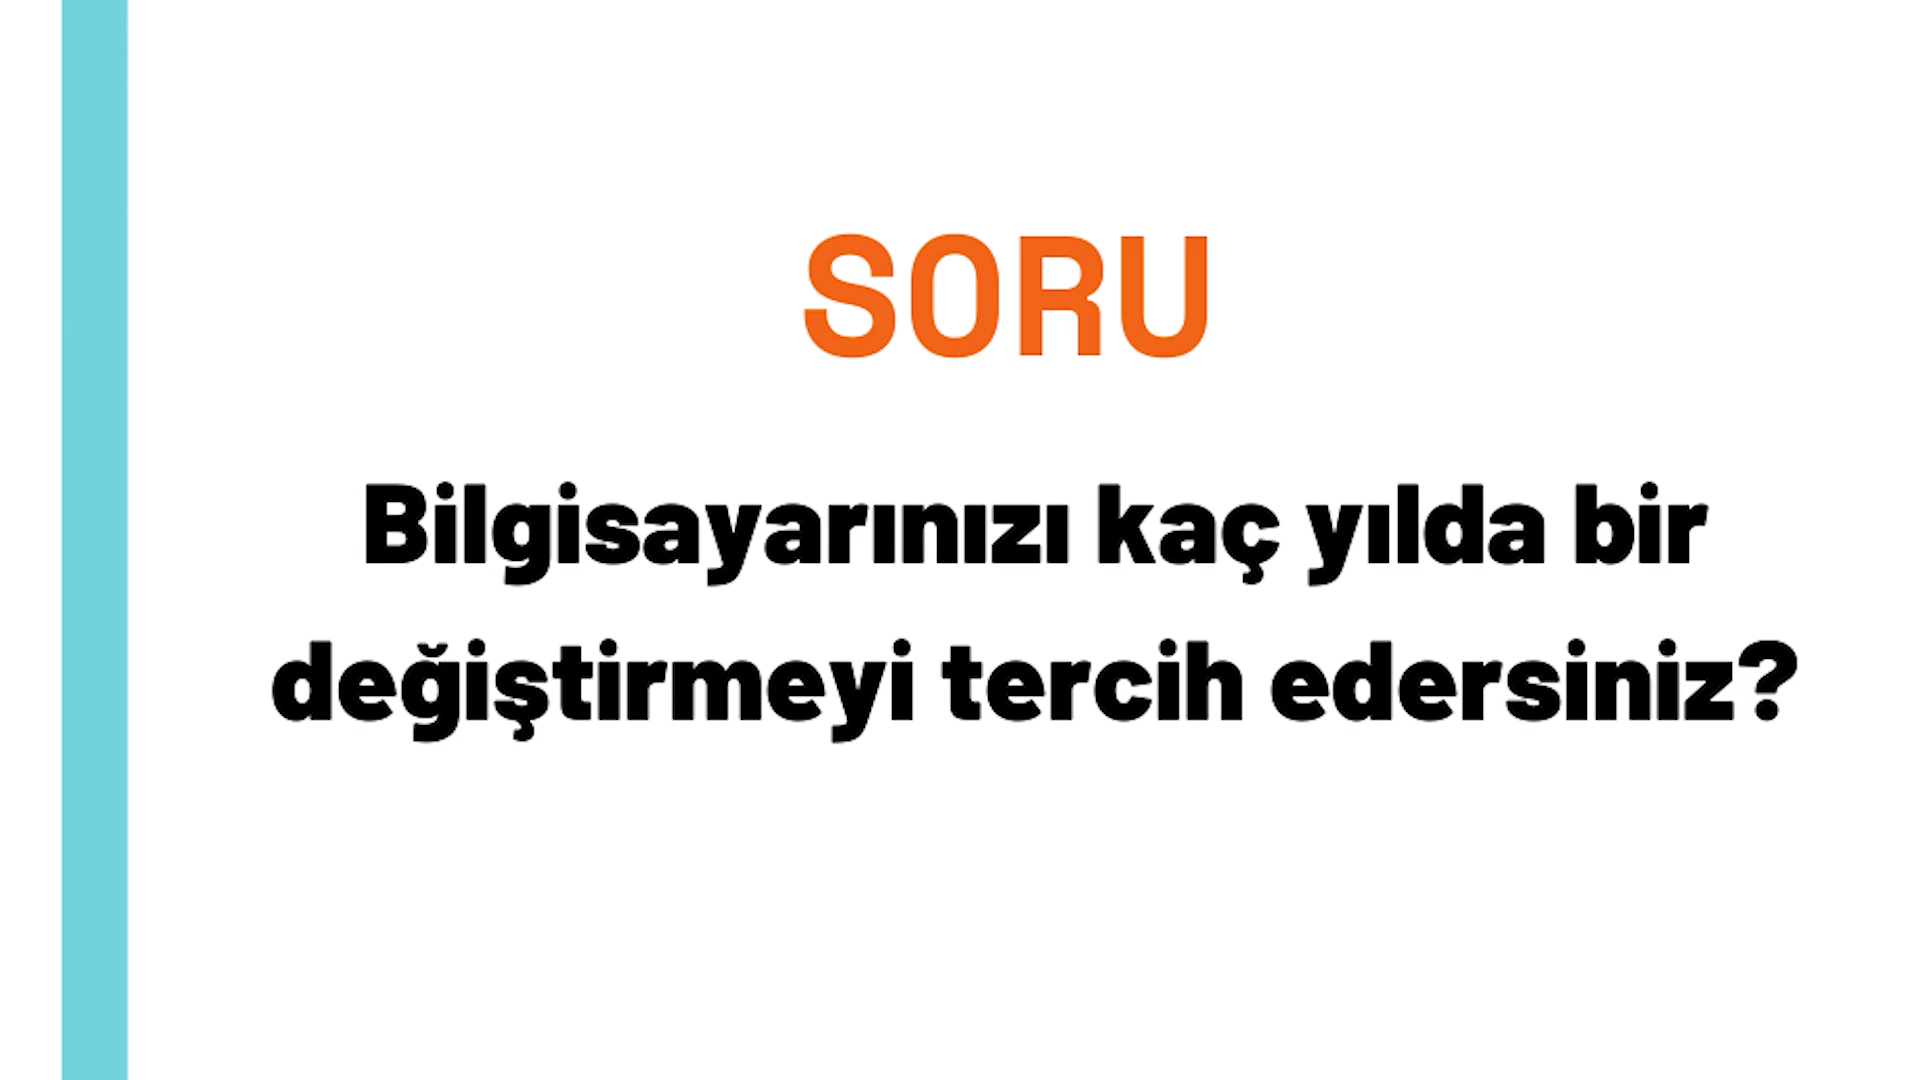 SORU
Bilgisayarınızı kaç yılda bir
değiştirmeyi tercih edersiniz?